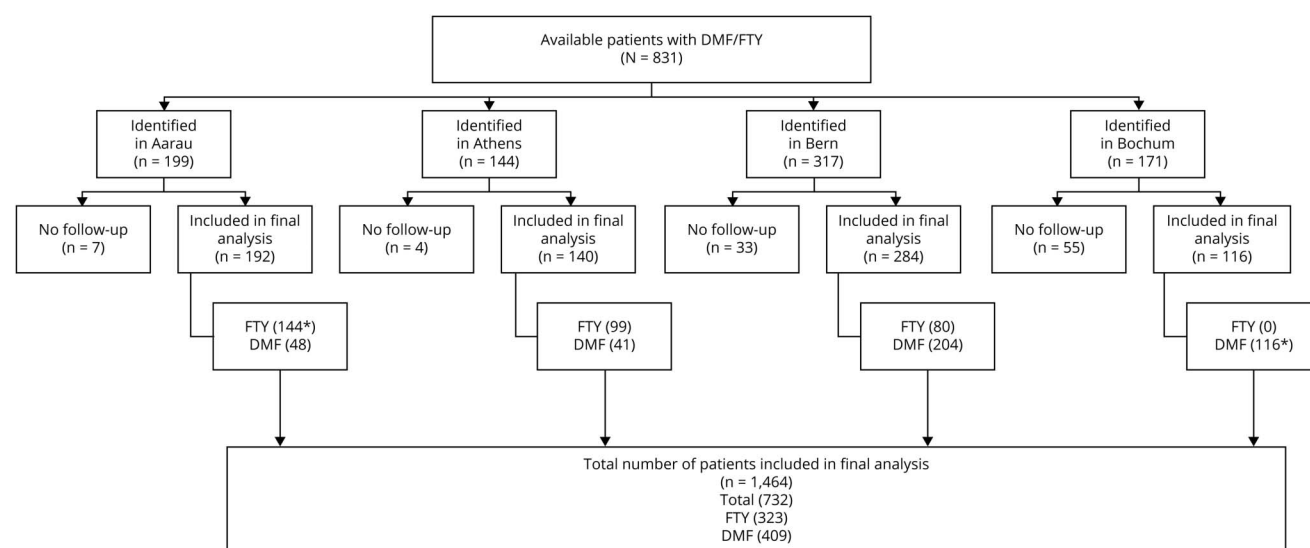 Available patients with DMF/FTY
(N = 831)
Identified
in Aarau
(n = 199)
Identified
in Athens
(n = 144)
Identified
in Bern
(n = 317)
Identified
in Bochum
(n = 171)
No follow-up
(n = 7)
Included in final
analysis
(n = 192)
No follow-up
(n = 4)
Included in final
analysis
(n = 140)
No follow-up
(n = 33)
Included in final
analysis
(n = 284)
No follow-up
(n = 55)
Included in final
analysis
(n = 116)
FTY (144*)
DMF (48)
FTY (99)
DMF (41)
FTY (80)
DMF (204)
FTY (0)
DMF (116*)
Total number of patients included in final analysis
(n = 1,464)
Total (732)
FTY (323)
DMF (409)